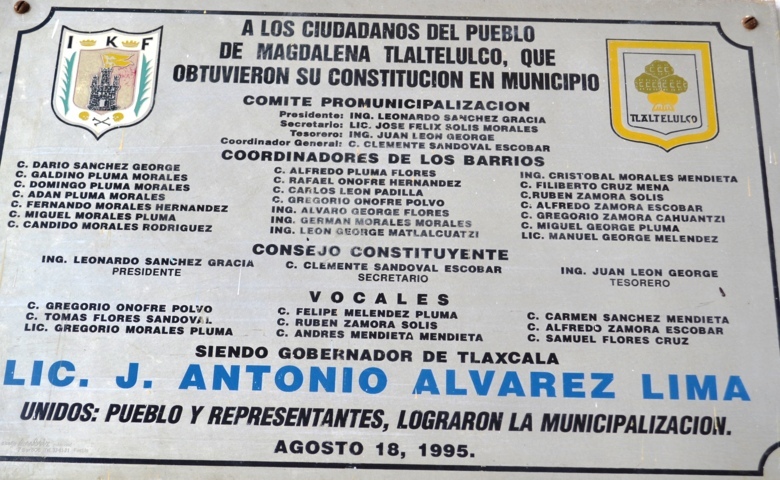 I K F
TLXLTELULCO
A LOS CIUDADANOS DEL PUEBLO
DE MAGDALENA TLALTELULCO, QUE
OBTUVIERON SU CONSTITUCION EN MUNICIPIO
COMITE PROMUNICIPALIZACION
Presidente: ING. LEONARDO SANCHEZ GRACIA
Secretario: LIC. JOSE FELIX SOLIS MORALES
Tesorero: ING. JUAN LEON GEORGE
Coordinador General: C. CLEMENTE SANDOVAL ESCOBAR
COORDINADORES DE LOS BARRIOS
C. DARIO SANCHEZ GEORGE
C. GALDINO PLUMA MORALES
C. DOMINGO PLUMA MORALES
C. ADAN PLUMA MORALES
C. FERNANDO MORALES HERNANDEZ
C. MIGUEL MORALES PLUMA
C. CANDIDO MORALES RODRIGUEZ
C. ALFREDO PLUMA FLORES
C. RAFAEL ONOFRE HERNANDEZ
C. CARLOS LEON PADILLA
C. GREGORIO ONOFRE POLVO
ING. ALVARO GEORGE FLORES
ING. GERMAN MORALES MORALES
ING. LEON GEORGE MATLALCUATZI
ING. CRISTOBAL MORALES MENDIETA
C. FILIBERTO CRUZ MENA
C.RUBEN ZAMORA SOLIS
C. ALFREDO ZAMORA ESCOBAR
C. GREGORIO ZAMORA CAHUANTZI
C. MIGUEL GEORGE PLUMA
LIC. MANUEL GEORGE MELENDEZ
CONSEJO CONSTITUYENTE
ING. LEONARDO SANCHEZ GRACIA
PRESIDENTE
C. CLEMENTE SANDOVAL ESCOBAR
SECRETARIO
ING. JUAN LEON GEORGE
TESORERO
VOCALES
C. GREGORIO ONOFRE POLVO
C. TOMAS FLORES SANDOVAL
LIC. GREGORIO MORALES PLUMA
C. FELIPE MELENDEZ PLUMA
C. RUBEN ZAMORA SOLIS
C. ANDRES MENDIETA MENDIETA
C. CARMEN SANCHEZ MENDIETA
C. ALFREDO ZAMORA ESCOBAR
C. SAMUEL FLORES CRUZ
SIENDO GOBERNADOR DE TLAXCALA
LIC. J. ANTONIO ALVAREZ LIMA
UNIDOS: PUEBLO Y REPRESENTANTES, LOGRARON LA MUNICIPALIZACION.
AGOSTO 18, 1995.